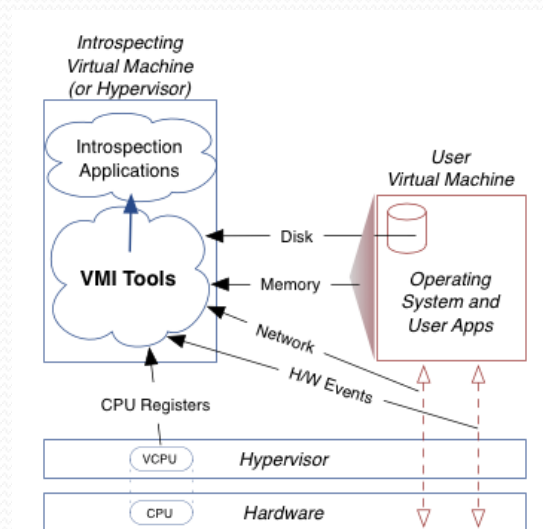 Introspecting
Virtual Machine
(or Hypervisor)
Introspection
Applications
VMI Tools
User
Virtual Machine
Disk
Memory
Network
H/W Events
Operating
System and
User Apps
CPU Registers
VCPU
Hypervisor
CPU
Hardware